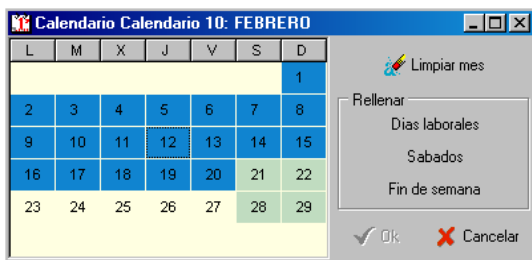 Calendario Calendario 10: FEBRERO
L M X J V S D
1
2 3 4 5 6 7 8
9 10 11 12 13 14 15
16 17 18 19 20 21 22
23 24 25 26 27 28 29
Limpiar mes
Rellenar
Dias laborales
Sabados
Fin de semana
Ok Cancelar